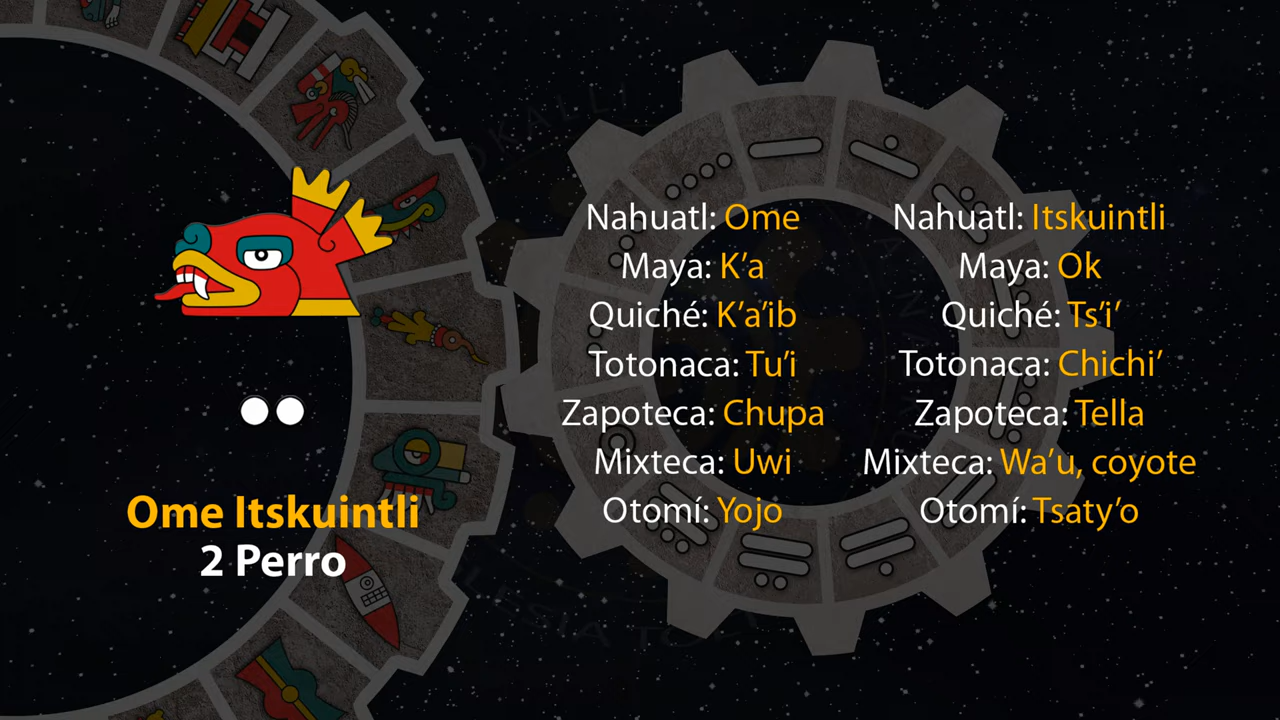 Ome Itskuintli
2 Perro
Nahuatl: Ome
Maya: K’a
Quiché: K’a’ib
Totonaca: Tu’i
Zapoteca: Chupa
Mixteca: Uwi
Otomí: Yojo
Nahuatl: Itskuintli
Maya: Ok
Quiché: Ts’i’
Totonaca: Chichi’
Zapoteca: Tella
Mixteca: Wa’u, coyote
Otomí: Tsaty’o